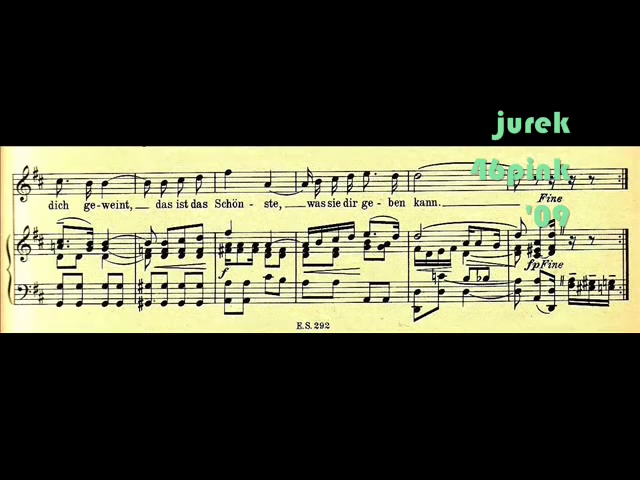 jurek
46pink
'09
Fine
dich ge-weint, das ist das Schön - ste, was sie dir ge - ben kann.
f
fp Fine
E.S. 292